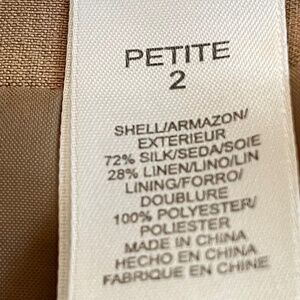 PETITE
2
SHELL/ARMAZON/
EXTERIEUR
72% SILK/SEDA/SOIE
28% LINEN/LINO/LIN
LINING/FORRO/
DOUBLURE
100% POLYESTER/
POLIESTER
MADE IN CHINA
HECHO EN CHINA
FABRIQUE EN CHINE